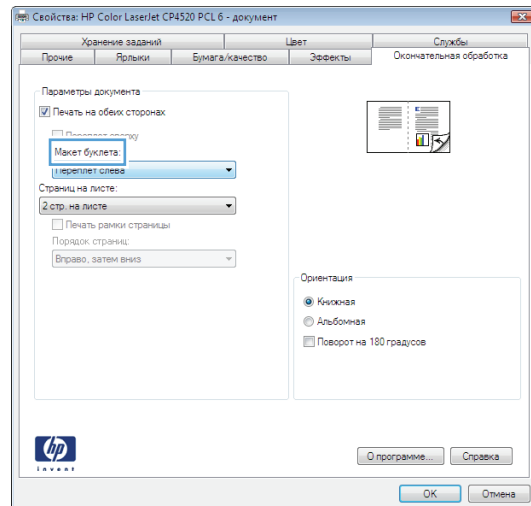 Свойства: HP Color LaserJet CP4520 PCL 6 - документ
Хранение заданий
Цвет
Службы
Прочие
Ярлыки
Бумага/качество
Эффекты
Окончательная обработка
Параметры документа
Печать на обеих сторонах
Макет буклета:
Переплет слева
Страниц на листе:
2 стр. на листе
Печать рамки страницы
Порядок страниц:
Вправо, затем вниз
Ориентация
Книжная
Альбомная
Поворот на 180 градусов
hp
invent
О программе...
Справка
OK
Отмена